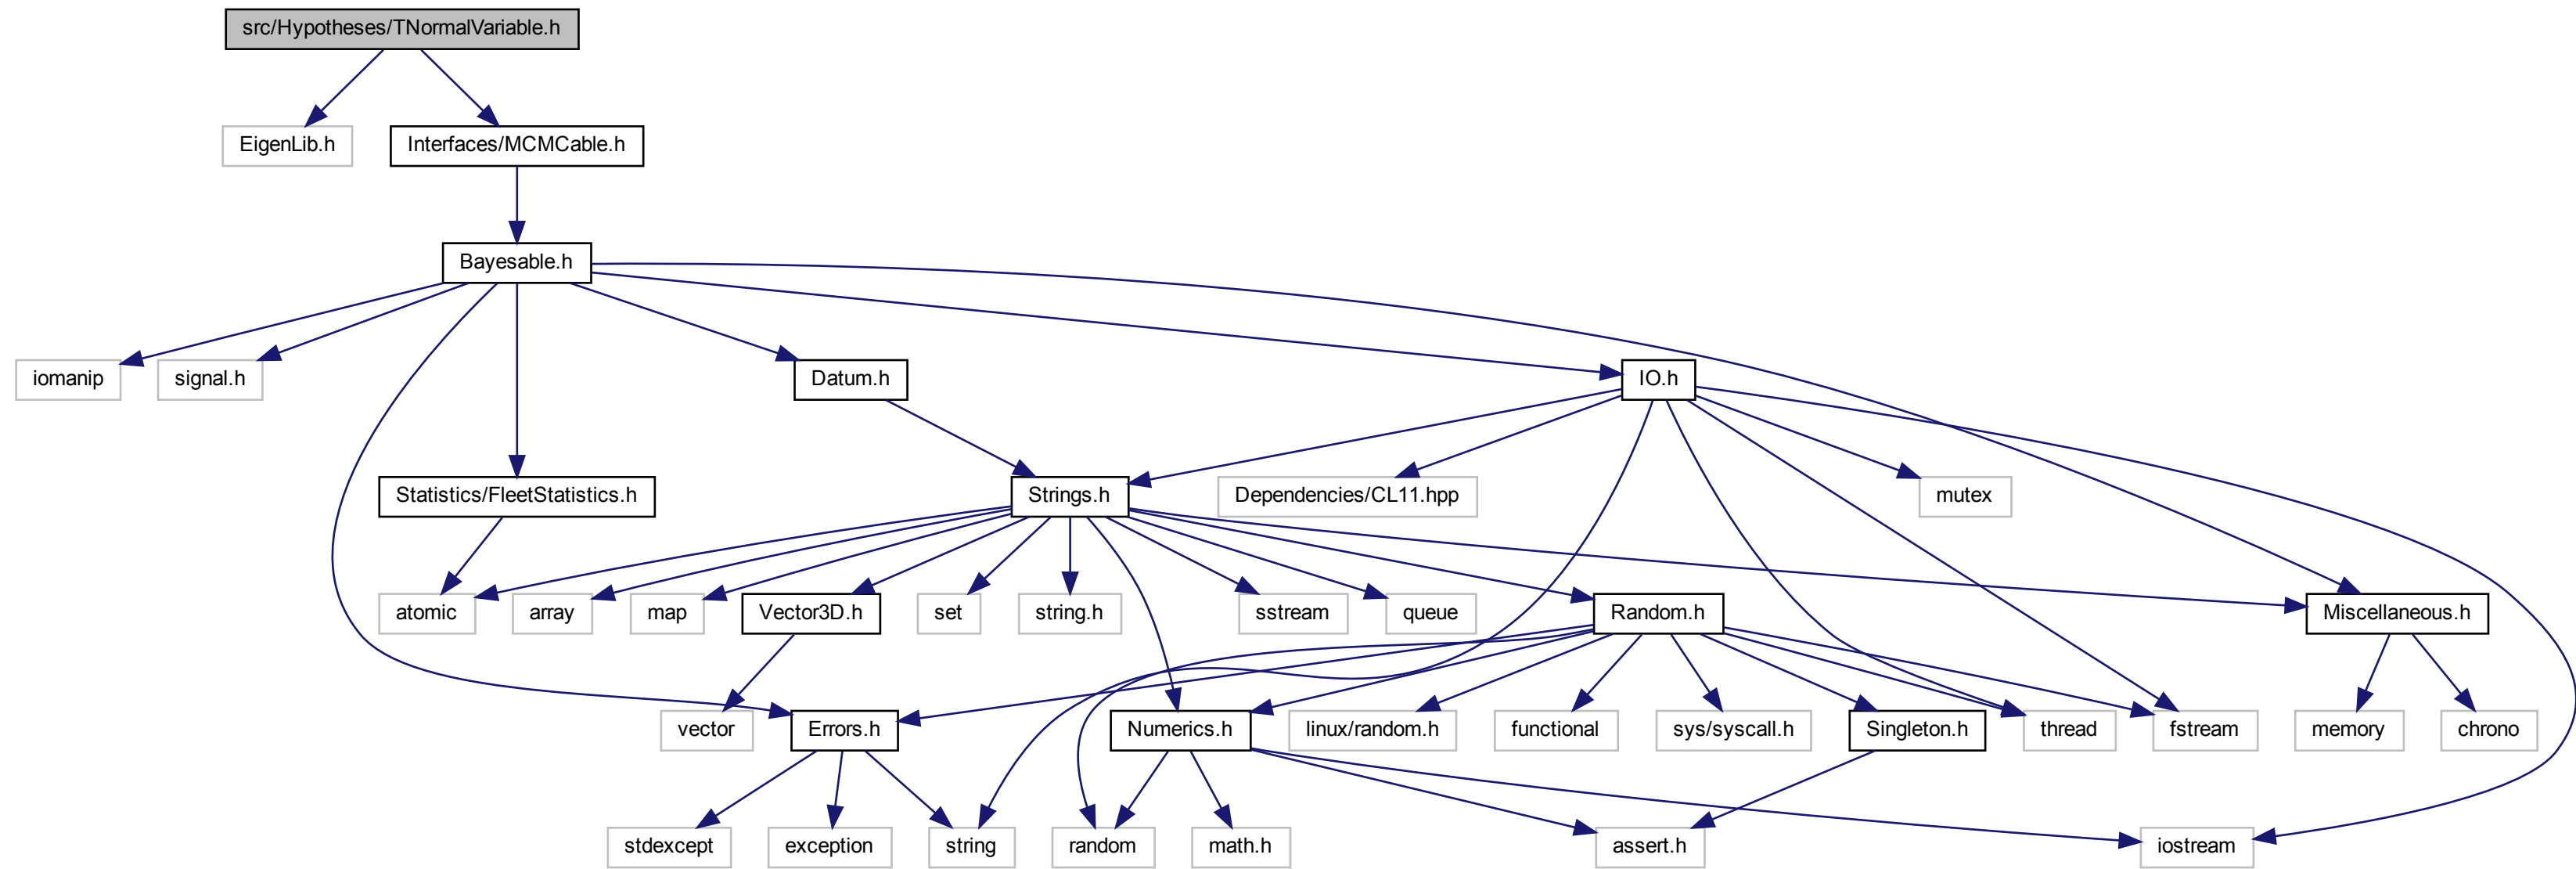 src/Hypotheses/TNormalVariable.h
EigenLib.h
Interfaces/MCMCable.h
Bayesable.h
iomanip
signal.h
Datum.h
IO.h
Statistics/FleetStatistics.h
Strings.h
Dependencies/CL11.hpp
mutex
atomic
array
map
Vector3D.h
set
string.h
sstream
queue
Random.h
Miscellaneous.h
vector
Errors.h
Numerics.h
linux/random.h
functional
sys/syscall.h
Singleton.h
thread
fstream
memory
chrono
stdexcept
exception
string
random
math.h
assert.h
iostream